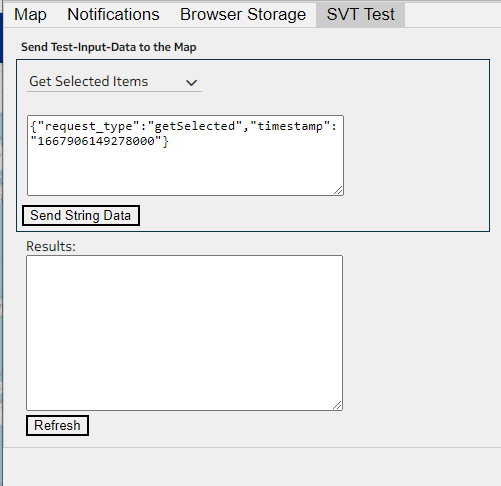 Map Notifications Browser Storage SVT Test
Send Test-Input-Data to the Map
Get Selected Items
{"request_type":"getSelected","timestamp":
"1667906149278000"}
Send String Data
Results:
Refresh